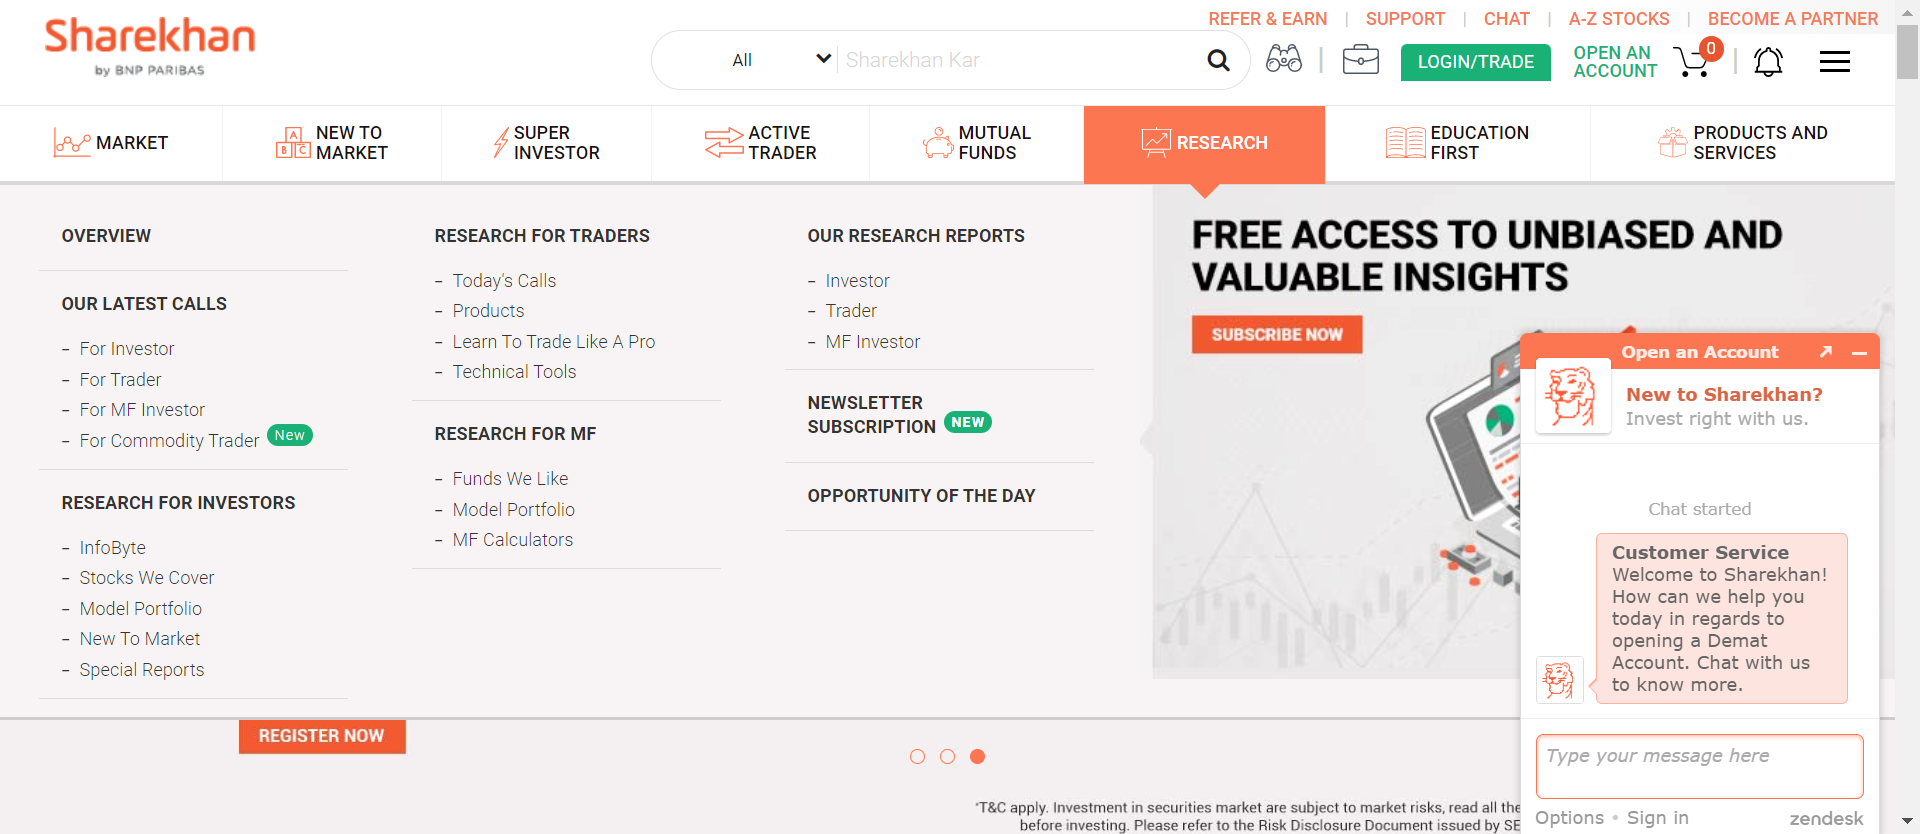 REFER & EARN | SUPPORT | CHAT | A-Z STOCKS | BECOME A PARTNER
Sharekhan
by BNP PARIBAS
All
Sharekhan Kar
LOGIN/TRADE
OPEN AN
ACCOUNT
0
MARKET
NEW TO
MARKET
SUPER
INVESTOR
ACTIVE
TRADER
MUTUAL
FUNDS
RESEARCH
EDUCATION
FIRST
PRODUCTS AND
SERVICES
A
B C
OVERVIEW
OUR LATEST CALLS
- For Investor
- For Trader
- For MF Investor
- For Commodity Trader New
RESEARCH FOR INVESTORS
- InfoByte
- Stocks We Cover
- Model Portfolio
- New To Market
- Special Reports
RESEARCH FOR TRADERS
- Today's Calls
- Products
- Learn To Trade Like A Pro
- Technical Tools
RESEARCH FOR MF
- Funds We Like
- Model Portfolio
- MF Calculators
OUR RESEARCH REPORTS
- Investor
- Trader
- MF Investor
NEWSLETTER
SUBSCRIPTION NEW
OPPORTUNITY OF THE DAY
FREE ACCESS TO UNBIASED AND
VALUABLE INSIGHTS
SUBSCRIBE NOW
Open an Account
New to Sharekhan?
Invest right with us.
Chat started
Customer Service
Welcome to Sharekhan!
How can we help you
today in regards to
opening a Demat
Account. Chat with us
to know more.
Type your message here
Options • Sign in
zendesk
REGISTER NOW
*T&C apply. Investment in securities market are subject to market risks, read all the
before investing. Please refer to the Risk Disclosure Document issued by SE